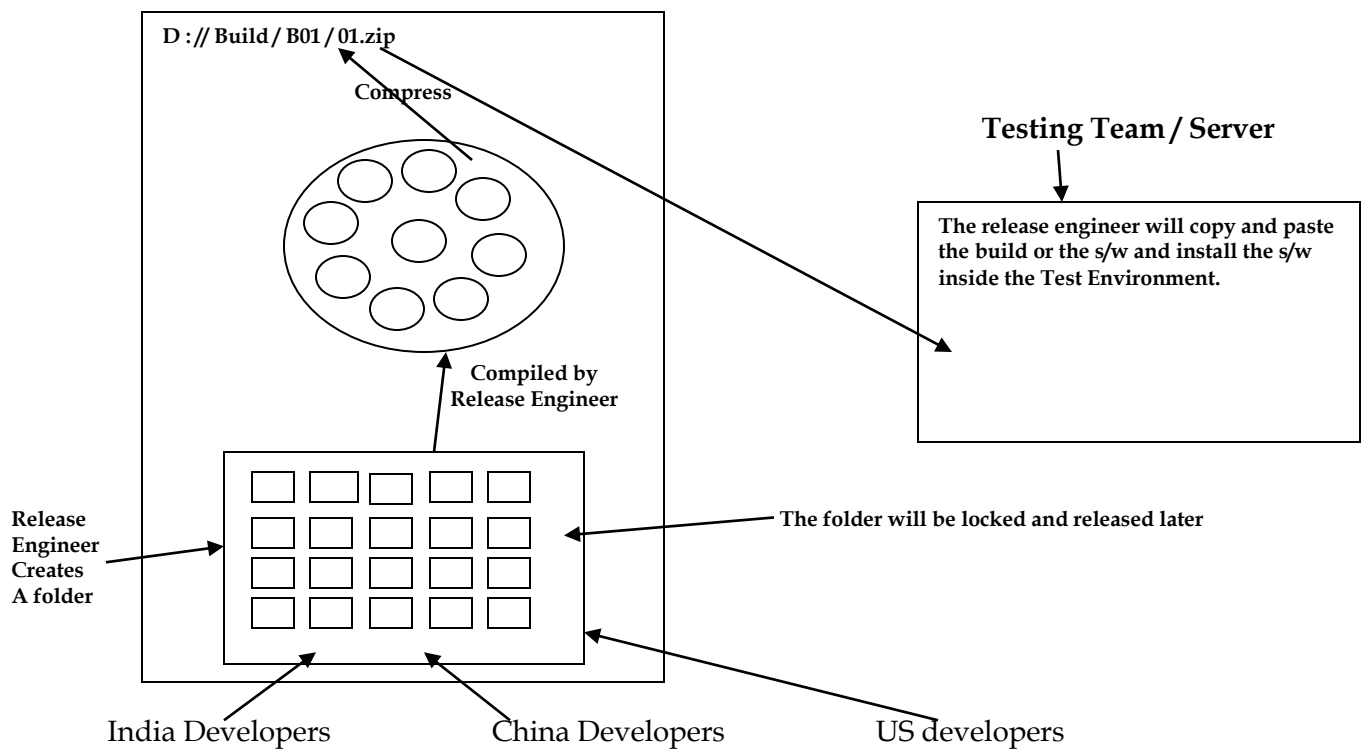 D : // Build / B01 / 01.zip
Compress
Testing Team / Server
The release engineer will copy and paste
the build or the s/w and install the s/w
inside the Test Environment.
Compiled by
Release Engineer
Release
Engineer
Creates
A folder
The folder will be locked and released later
India Developers
China Developers
US developers